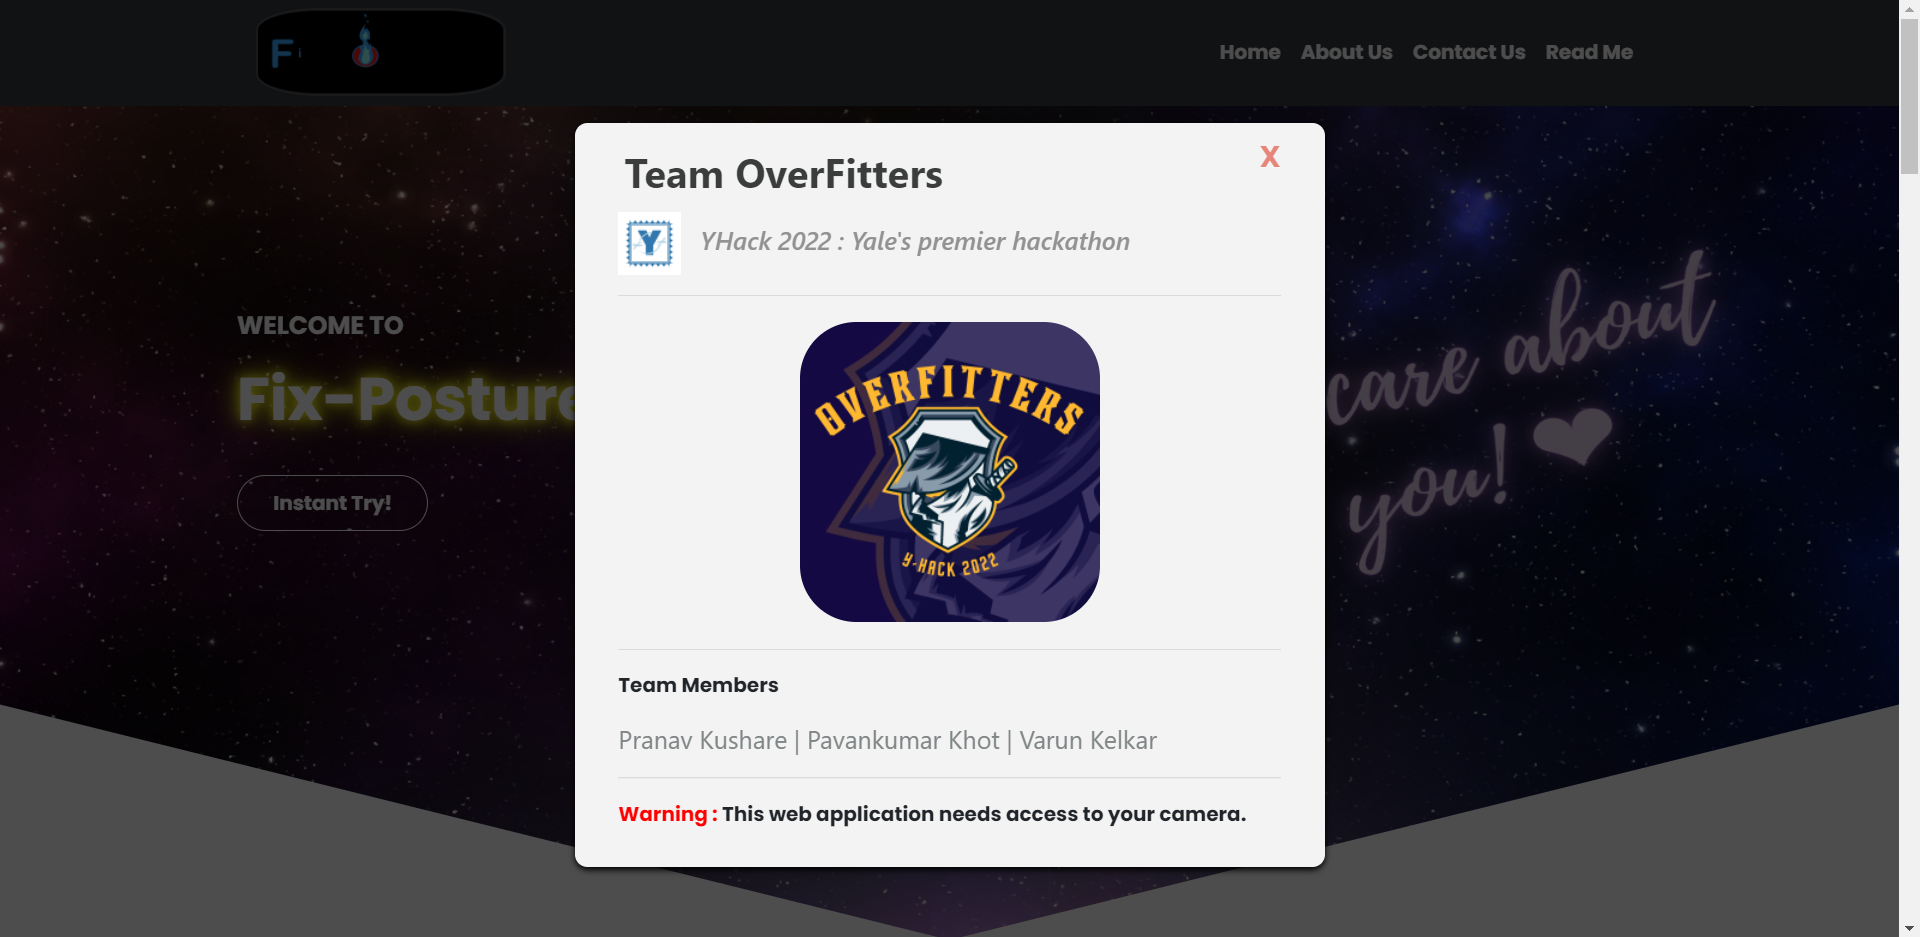 F i
Home About Us Contact Us Read Me
Team OverFitters
X
Y
YHack 2022 : Yale's premier hackathon
WELCOME TO
Fix-Posture
Instant Try!
care about
you! ❤
OVERFITTERS
Y-HACK 2022
Team Members
Pranav Kushare | Pavankumar Khot | Varun Kelkar
Warning : This web application needs access to your camera.